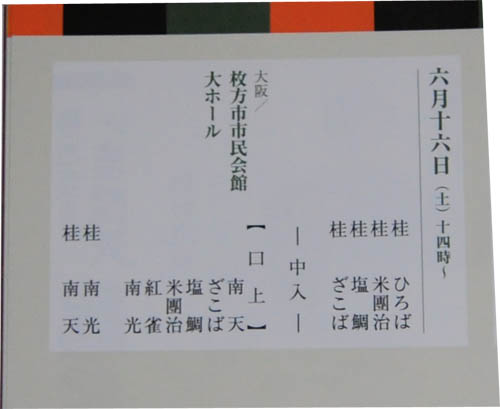 六月十六日（土）十四時～
桂 ひろば
桂 米團治
桂 塩鯛
桂 ざこば
―中入―
【口上】
南天
ざこば
塩鯛
米團治
紅雀
南光
桂 南光
桂 南天
大阪／
枚方市市民会館
大ホール